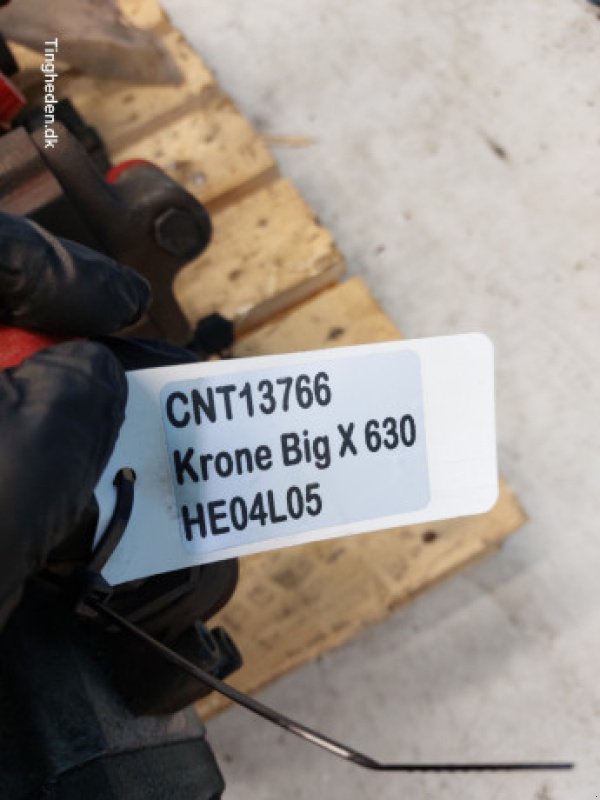 Tingheden.dk
CNT13766
Krone Big X 630
HE04L05